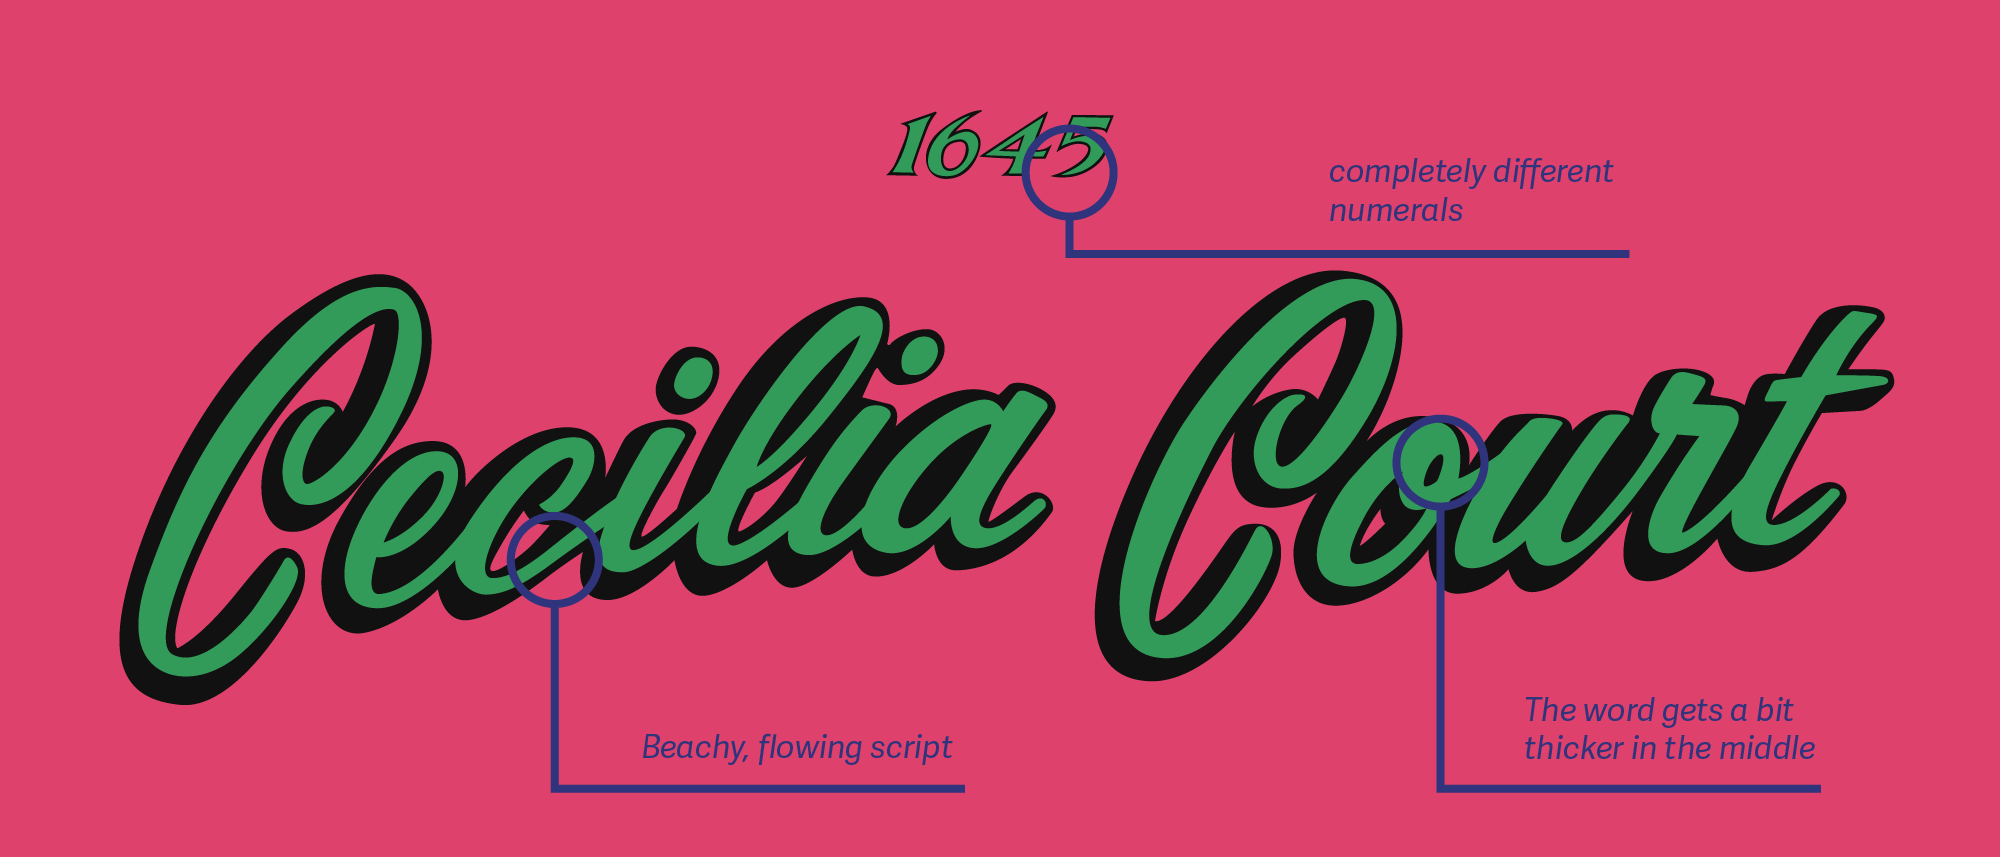 1645
completely different
numerals
Cecilia Court
Beachy, flowing script
The word gets a bit
thicker in the middle